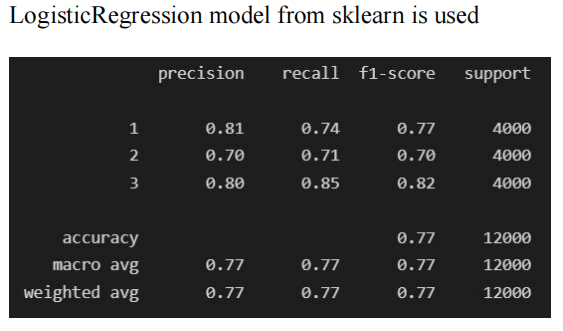 LogisticRegression model from sklearn is used
precision recall f1-score support
1 0.81 0.74 0.77 4000
2 0.70 0.71 0.70 4000
3 0.80 0.85 0.82 4000
accuracy 0.77 12000
macro avg 0.77 0.77 0.77 12000
weighted avg 0.77 0.77 0.77 12000